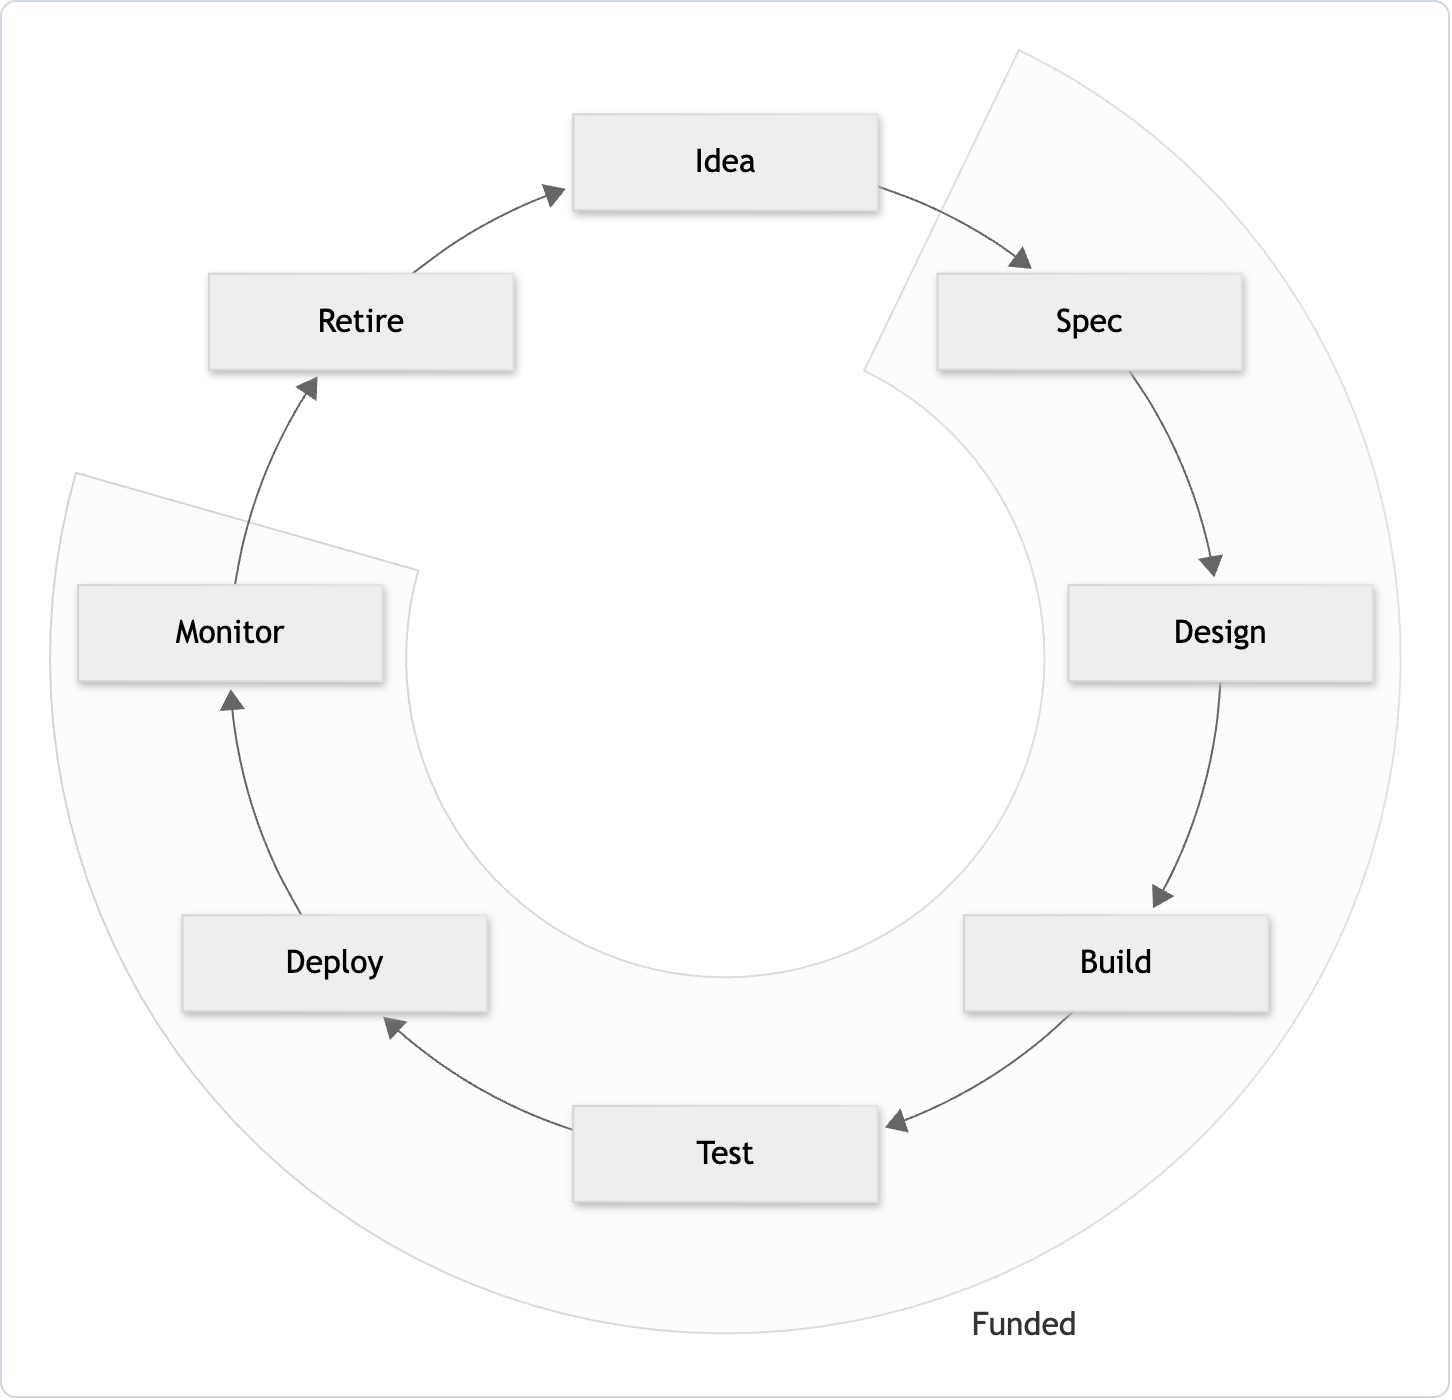 Idea
Spec
Design
Build
Test
Deploy
Monitor
Retire
Funded